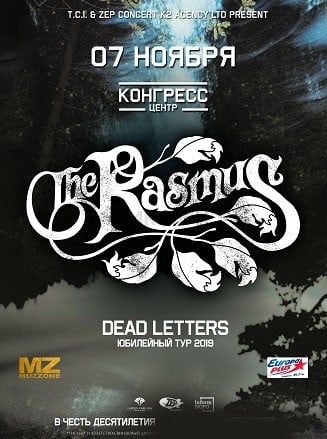 T.C.I. & ZEP CONCERT K2 AGENCY LTD PRESENT
07 НОЯБРЯ
КОНГРЕСС
ЦЕНТР
The Rasmus
DEAD LETTERS
ЮБИЛЕЙНЫЙ ТУР 2019
MZ
MUZZONE
Europa
PLUS
В ЧЕСТЬ ДЕСЯТИЛЕТИЯ